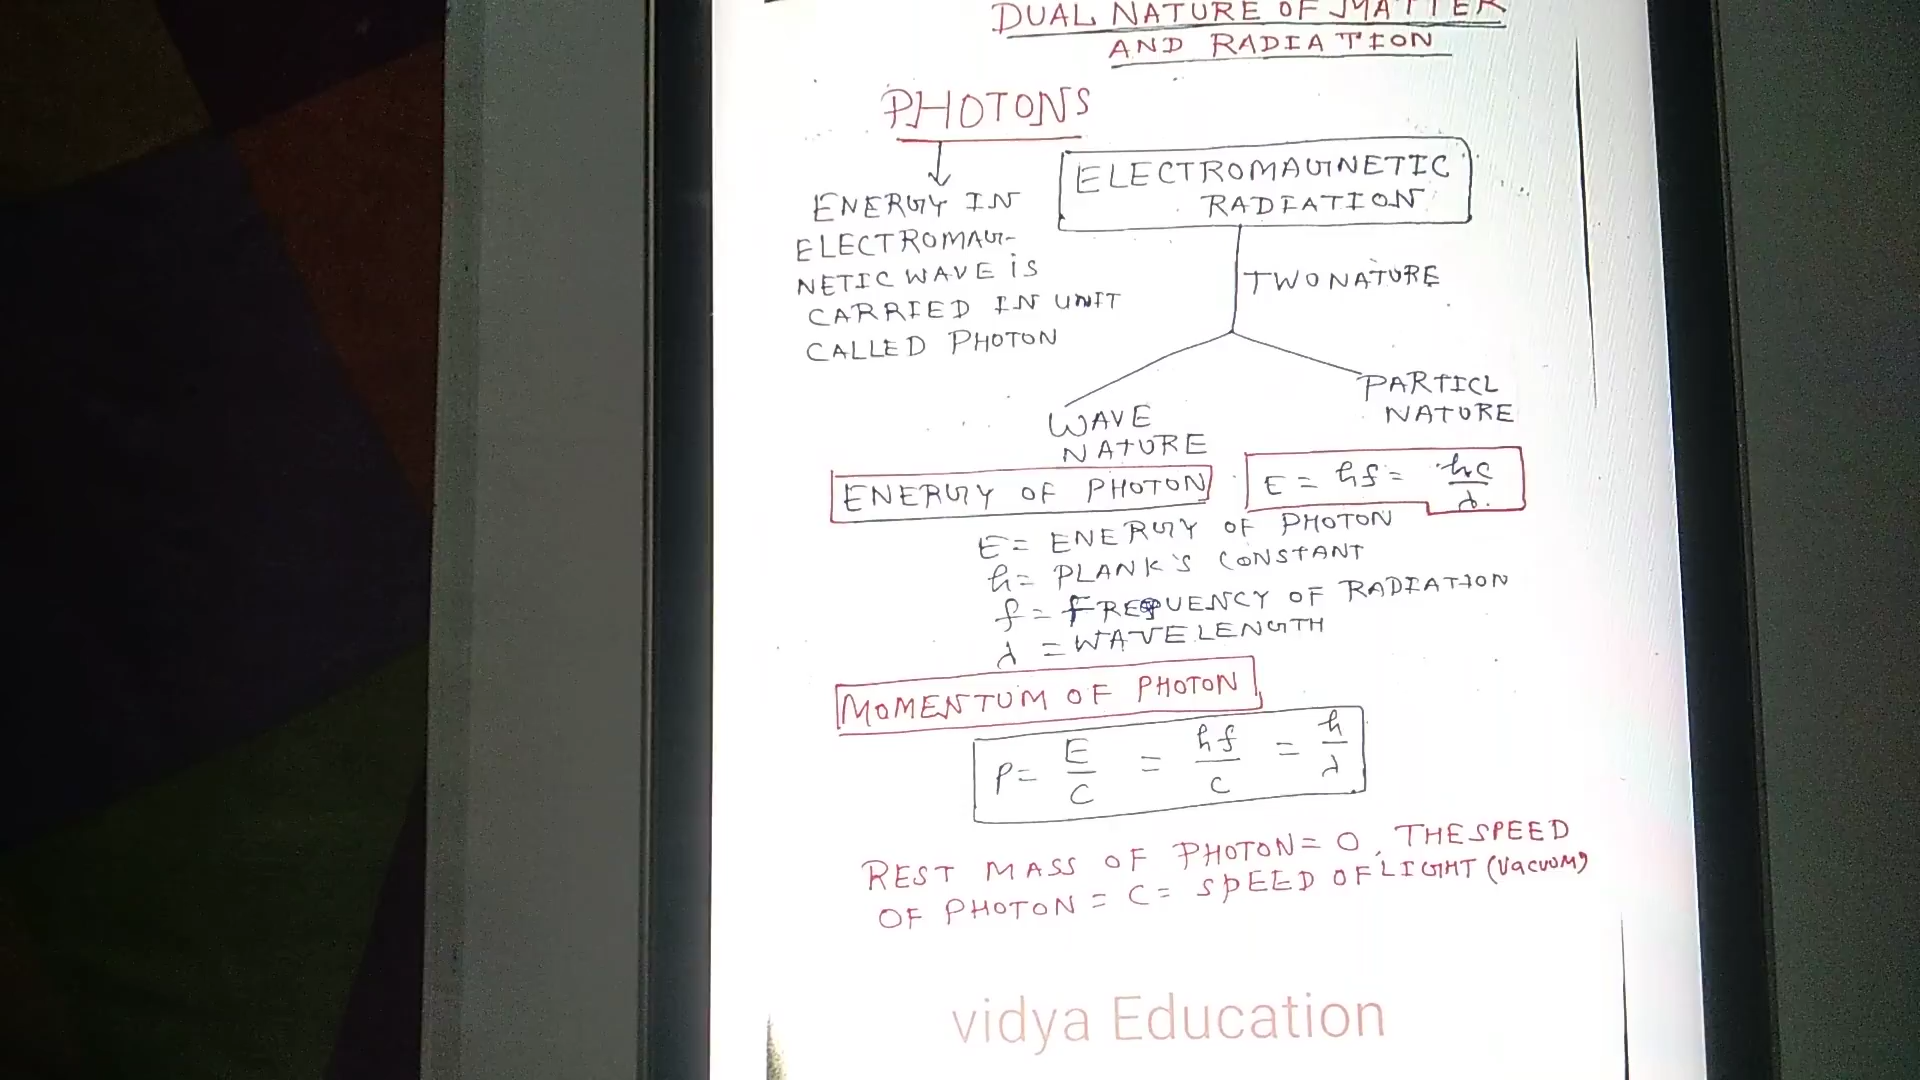 DUAL NATURE OF MATTER
AND RADIATION
PHOTONS
ENERGY IN
ELECTROMAG-
NETIC WAVE iS
CARRIED IN UNIT
CALLED PHOTON
ELECTROMAGNETIC
RADIATION
TWO NATURE
WAVE
NATURE
PARTICL
NATURE
ENERGY OF PHOTON
E = hf = hc/λ
E = ENERGY OF PHOTON
h = PLANK'S CONSTANT
f = FREQUENCY OF RADIATION
λ = WAVELENGTH
MOMENTUM OF PHOTON
P = E/C = hf/C = h/λ
REST MASS OF PHOTON = 0, THE SPEED
OF PHOTON = C = SPEED OF LIGHT (Vacuum)
vidya Education